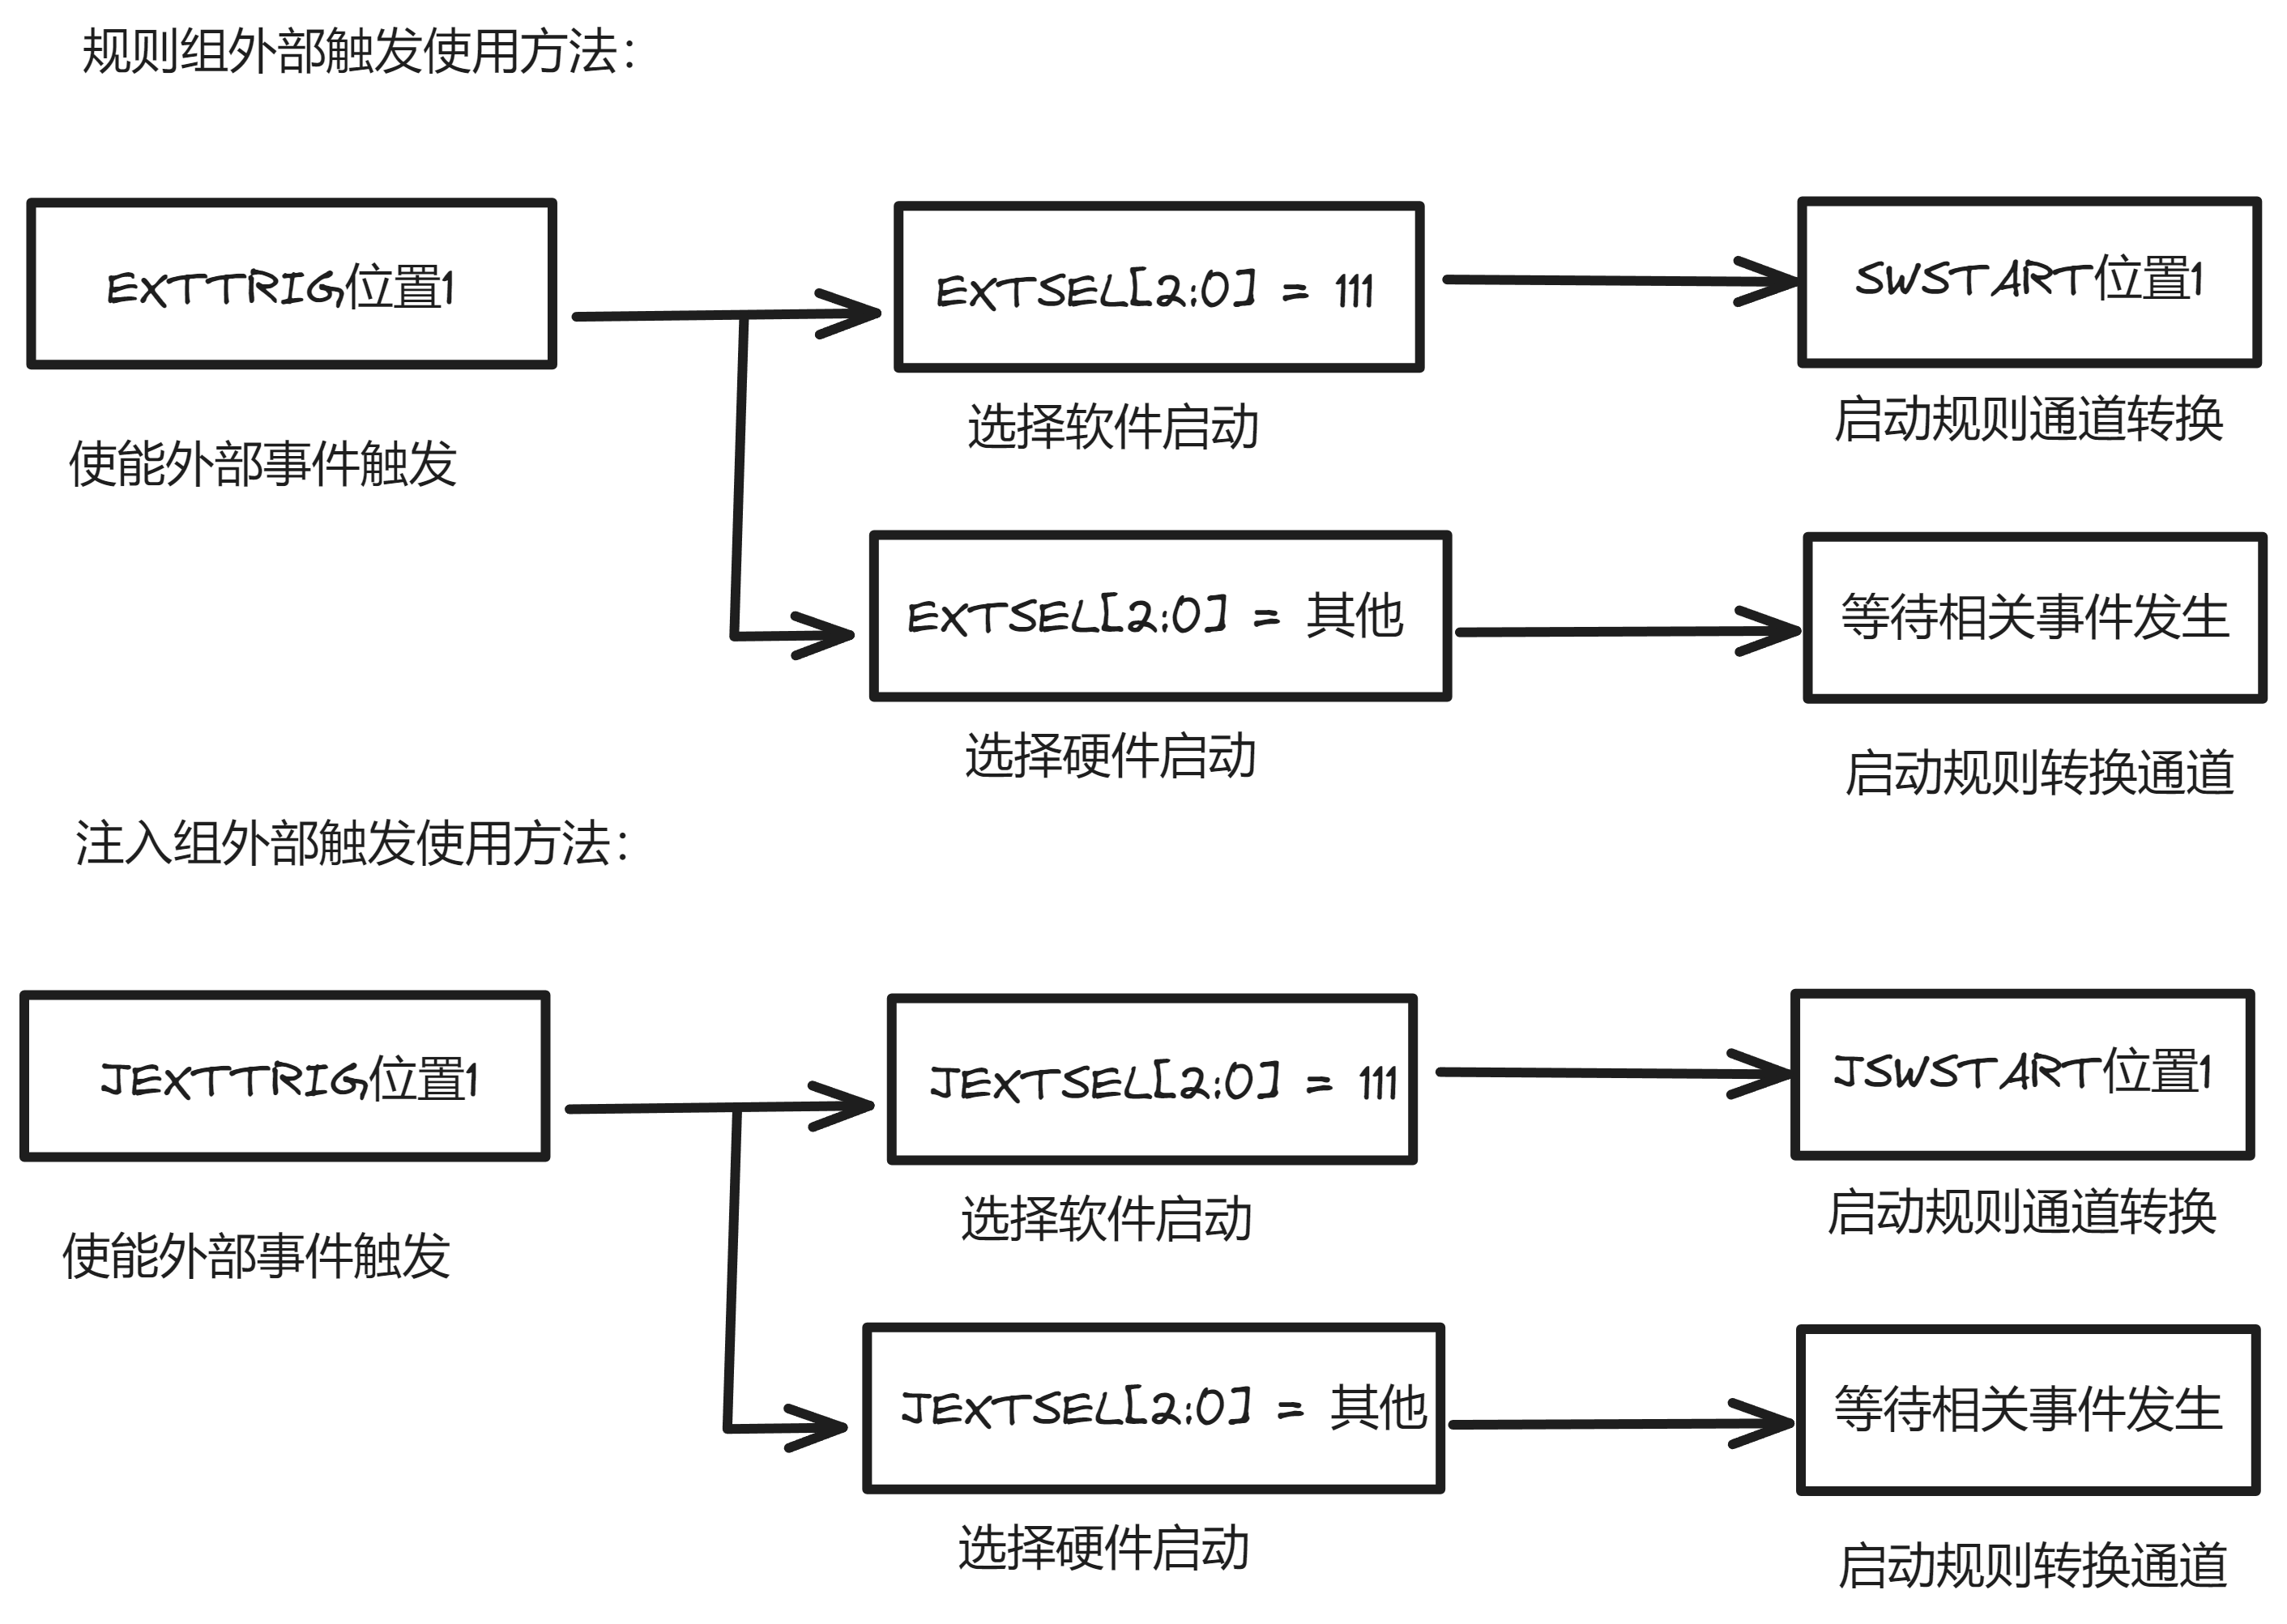 规则组外部触发使用方法：
EXTTRIG位置1
EXTSEL[2:0] = 111
SWSTART位置1
使能外部事件触发
选择软件启动
启动规则通道转换
EXTSEL[2:0] = 其他
等待相关事件发生
选择硬件启动
启动规则转换通道
注入组外部触发使用方法：
JEXTTRIG位置1
JEXTSEL[2:0] = 111
JSWSTART位置1
使能外部事件触发
选择软件启动
启动规则通道转换
JEXTSEL[2:0] = 其他
等待相关事件发生
选择硬件启动
启动规则转换通道